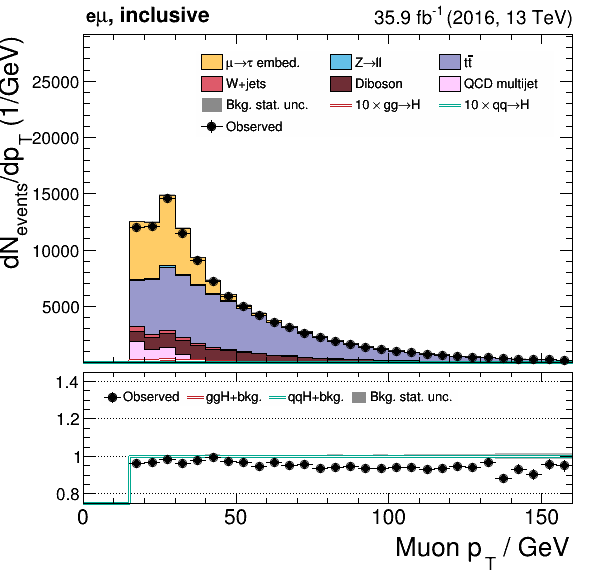 eμ, inclusive 35.9 fb⁻¹ (2016, 13 TeV)
dN_events/dp_T (1/GeV)
μ→τ embed. Z→ll tt̄
W+jets Diboson QCD multijet
Bkg. stat. unc. 10 × gg→H 10 × qq→H
Observed
25000
20000
15000
10000
5000
1.4
Observed ggH+bkg. qqH+bkg. Bkg. stat. unc.
1.2
1
0.8
0 50 100 150
Muon p_T / GeV